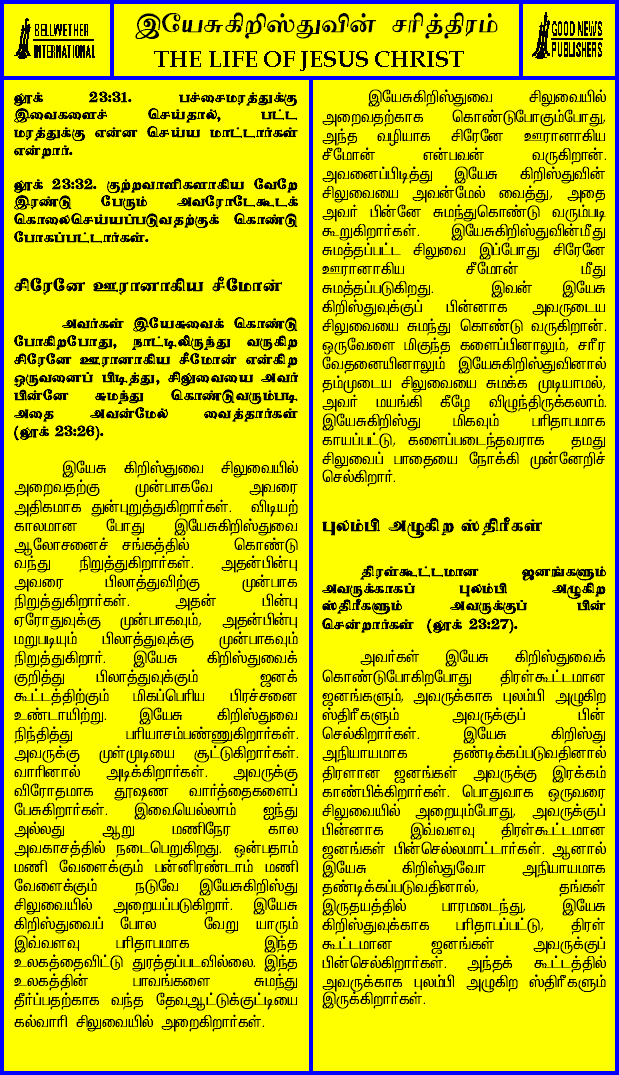 BELLWETHER
INTERNATIONAL
இயேசுகிறிஸ்துவின் சரித்திரம்
THE LIFE OF JESUS CHRIST
GOOD NEWS
PUBLISHERS
லூக் 23:31. பச்சைமரத்துக்கு
இவைகளைச் செய்தால், பட்ட
மரத்துக்கு என்ன செய்ய மாட்டார்கள்
என்றார்.
லூக் 23:32. குற்றவாளிகளாகிய வேறே
இரண்டு பேரும் அவரோடேகூடக்
கொலைசெய்யப்படுவதற்குக் கொண்டு
போகப்பட்டார்கள்.
சிரேனே ஊரானாகிய சீமோன்
அவர்கள் இயேசுவைக் கொண்டு
போகிறபோது, நாட்டிலிருந்து வருகிற
சிரேனே ஊரானாகிய சீமோன் என்கிற
ஒருவனைப் பிடித்து, சிலுவையை அவர்
பின்னே சுமந்து கொண்டுவரும்படி
அதை அவன்மேல் வைத்தார்கள்
(லூக் 23:26).
இயேசு கிறிஸ்துவை சிலுவையில்
அறைவதற்கு முன்பாகவே அவரை
அதிகமாக துன்புறுத்துகிறார்கள். விடியற்
காலமான போது இயேசுகிறிஸ்துவை
ஆலோசனைச் சங்கத்தில் கொண்டு
வந்து நிறுத்துகிறார்கள். அதன்பின்பு
அவரை பிலாத்துவிற்கு முன்பாக
நிறுத்துகிறார்கள். அதன் பின்பு
ஏரோதுவுக்கு முன்பாகவும், அதன்பின்பு
மறுபடியும் பிலாத்துவுக்கு முன்பாகவும்
நிறுத்துகிறார். இயேசு கிறிஸ்துவைக்
குறித்து பிலாத்துவுக்கும் ஜனக்
கூட்டத்திற்கும் மிகப்பெரிய பிரச்சனை
உண்டாயிற்று. இயேசு கிறிஸ்துவை
நிந்தித்து பரியாசம்பண்ணுகிறார்கள்.
அவருக்கு முள்முடியை சூட்டுகிறார்கள்.
வாரினால் அடிக்கிறார்கள். அவருக்கு
விரோதமாக தூஷண வார்த்தைகளைப்
பேசுகிறார்கள். இவையெல்லாம் ஐந்து
அல்லது ஆறு மணிநேர கால
அவகாசத்தில் நடைபெறுகிறது. ஒன்பதாம்
மணி வேளைக்கும் பன்னிரண்டாம் மணி
வேளைக்கும் நடுவே இயேசுகிறிஸ்து
சிலுவையில் அறையப்படுகிறார். இயேசு
கிறிஸ்துவைப் போல வேறு யாரும்
இவ்வளவு பரிதாபமாக இந்த
உலகத்தைவிட்டு துரத்தப்படவில்லை. இந்த
உலகத்தின் பாவங்களை சுமந்து
தீர்ப்பதற்காக வந்த தேவஆட்டுக்குட்டியை
கல்வாரி சிலுவையில் அறைகிறார்கள்.
இயேசுகிறிஸ்துவை சிலுவையில்
அறைவதற்காக கொண்டுபோகும்போது,
அந்த வழியாக சிரேனே ஊரானாகிய
சீமோன் என்பவன் வருகிறான்.
அவனைப்பிடித்து இயேசு கிறிஸ்துவின்
சிலுவையை அவன்மேல் வைத்து, அதை
அவர் பின்னே சுமந்துகொண்டு வரும்படி
கூறுகிறார்கள். இயேசுகிறிஸ்துவின்மீது
சுமத்தப்பட்ட சிலுவை இப்போது சிரேனே
ஊரானாகிய சீமோன் மீது
சுமத்தப்படுகிறது. இவன் இயேசு
கிறிஸ்துவுக்குப் பின்னாக அவருடைய
சிலுவையை சுமந்து கொண்டு வருகிறான்.
ஒருவேளை மிகுந்த களைப்பினாலும், சரீர
வேதனையினாலும் இயேசுகிறிஸ்துவினால்
தம்முடைய சிலுவையை சுமக்க முடியாமல்,
அவர் மயங்கி கீழே விழுந்திருக்கலாம்.
இயேசுகிறிஸ்து மிகவும் பரிதாபமாக
காயப்பட்டு, களைப்படைந்தவராக தமது
சிலுவைப் பாதையை நோக்கி முன்னேறிச்
செல்கிறார்.
புலம்பி அழுகிற ஸ்திரீகள்
திரள்கூட்டமான ஜனங்களும்
அவருக்காகப் புலம்பி அழுகிற
ஸ்திரீகளும் அவருக்குப் பின்
சென்றார்கள் (லூக் 23:27).
அவர்கள் இயேசு கிறிஸ்துவைக்
கொண்டுபோகிறபோது திரள்கூட்டமான
ஜனங்களும், அவருக்காக புலம்பி அழுகிற
ஸ்திரீகளும் அவருக்குப் பின்
செல்கிறார்கள். இயேசு கிறிஸ்து
அநியாயமாக தண்டிக்கப்படுவதினால்
திரளான ஜனங்கள் அவருக்கு இரக்கம்
காண்பிக்கிறார்கள். பொதுவாக ஒருவரை
சிலுவையில் அறையும்போது, அவருக்குப்
பின்னாக இவ்வளவு திரள்கூட்டமான
ஜனங்கள் பின்செல்லமாட்டார்கள். ஆனால்
இயேசு கிறிஸ்துவோ அநியாயமாக
தண்டிக்கப்படுவதினால், தங்கள்
இருதயத்தில் பாரமடைந்து, இயேசு
கிறிஸ்துவுக்காக பரிதாபப்பட்டு, திரள்
கூட்டமான ஜனங்கள் அவருக்குப்
பின்செல்கிறார்கள். அந்தக் கூட்டத்தில்
அவருக்காக புலம்பி அழுகிற ஸ்திரீகளும்
இருக்கிறார்கள்.